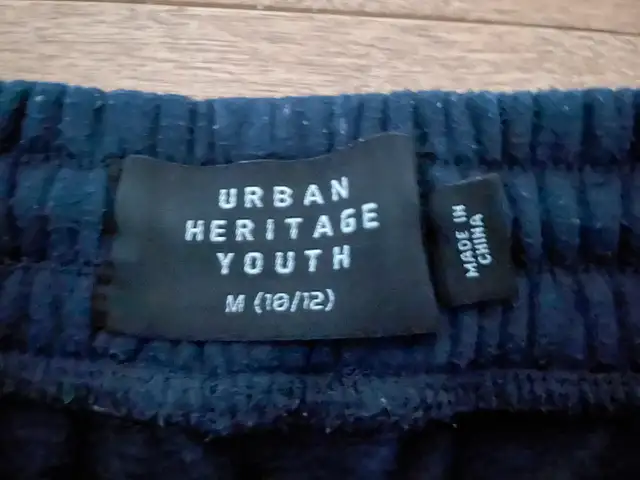 URBAN
HERITAGE
YOUTH
M (10/12)
MADE IN
CHINA